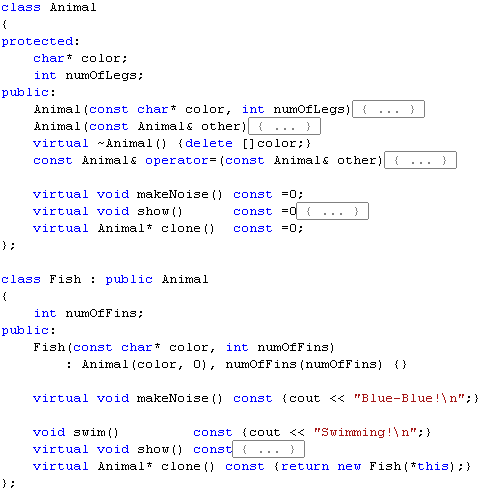 class Animal
{
protected:
    char* color;
    int numOfLegs;
public:
    Animal(const char* color, int numOfLegs){ ... }
    Animal(const Animal& other){ ... }
    virtual ~Animal() {delete []color;}
    const Animal& operator=(const Animal& other){ ... }

    virtual void makeNoise() const =0;
    virtual void show()      const =0{ ... }
    virtual Animal* clone()  const =0;
};

class Fish : public Animal
{
    int numOfFins;
public:
    Fish(const char* color, int numOfFins)
        : Animal(color, 0), numOfFins(numOfFins) {}

    virtual void makeNoise() const {cout << "Blue-Blue!\n";}

    void swim()         const {cout << "Swimming!\n";}
    virtual void show() const{ ... }
    virtual Animal* clone() const {return new Fish(*this);}
};